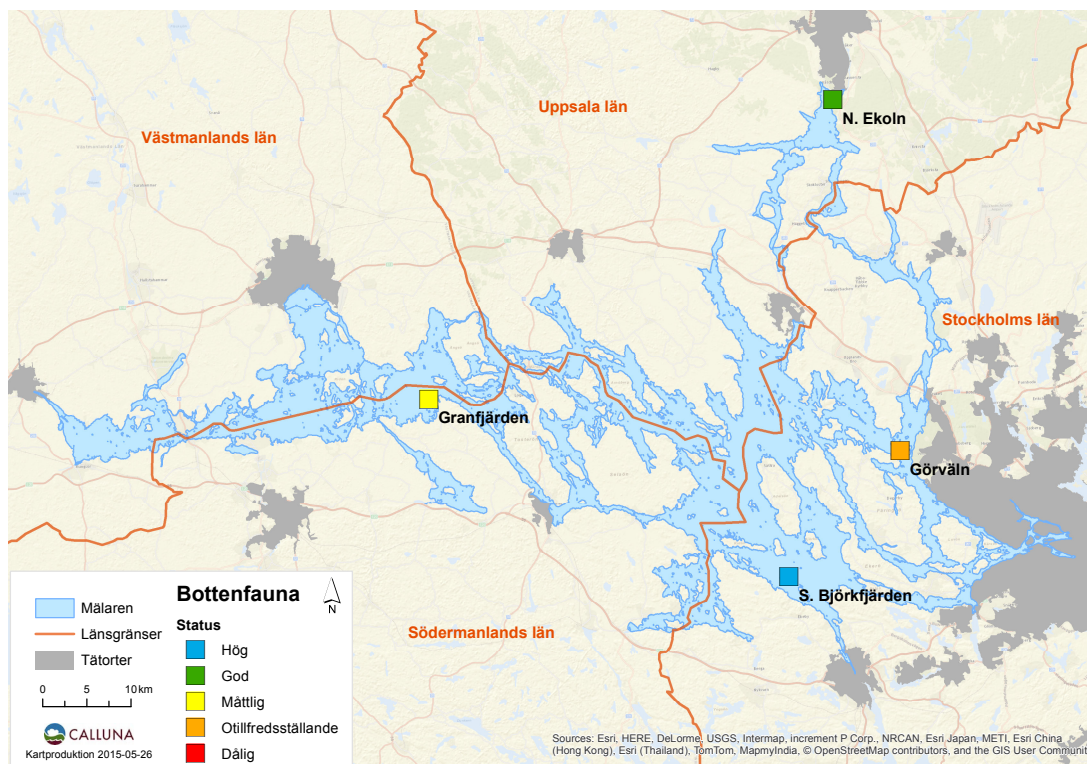 Uppsala län
N. Ekoln
Västmanlands län
Stockholms län
Granfjärden
Görväln
S. Björkfjärden
Södermanlands län
Bottenfauna
N
Mälaren
Länsgränser
Tätorter
0 5 10 km
CALLUNA
Kartproduktion 2015-05-26
Status
Hög
God
Måttlig
Otillfredsställande
Dålig
Sources: Esri, HERE, DeLorme, USGS, Intermap, increment P Corp., NRCAN, Esri Japan, METI, Esri China
(Hong Kong), Esri (Thailand), TomTom, MapmyIndia, © OpenStreetMap contributors, and the GIS User Communit